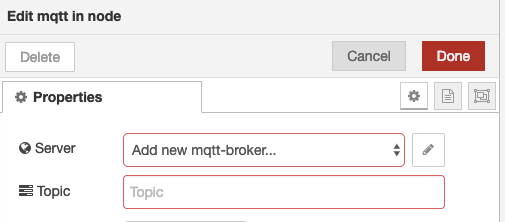 Edit mqtt in node
Delete
Cancel
Done
Properties
Server
Add new mqtt-broker...
Topic
Topic